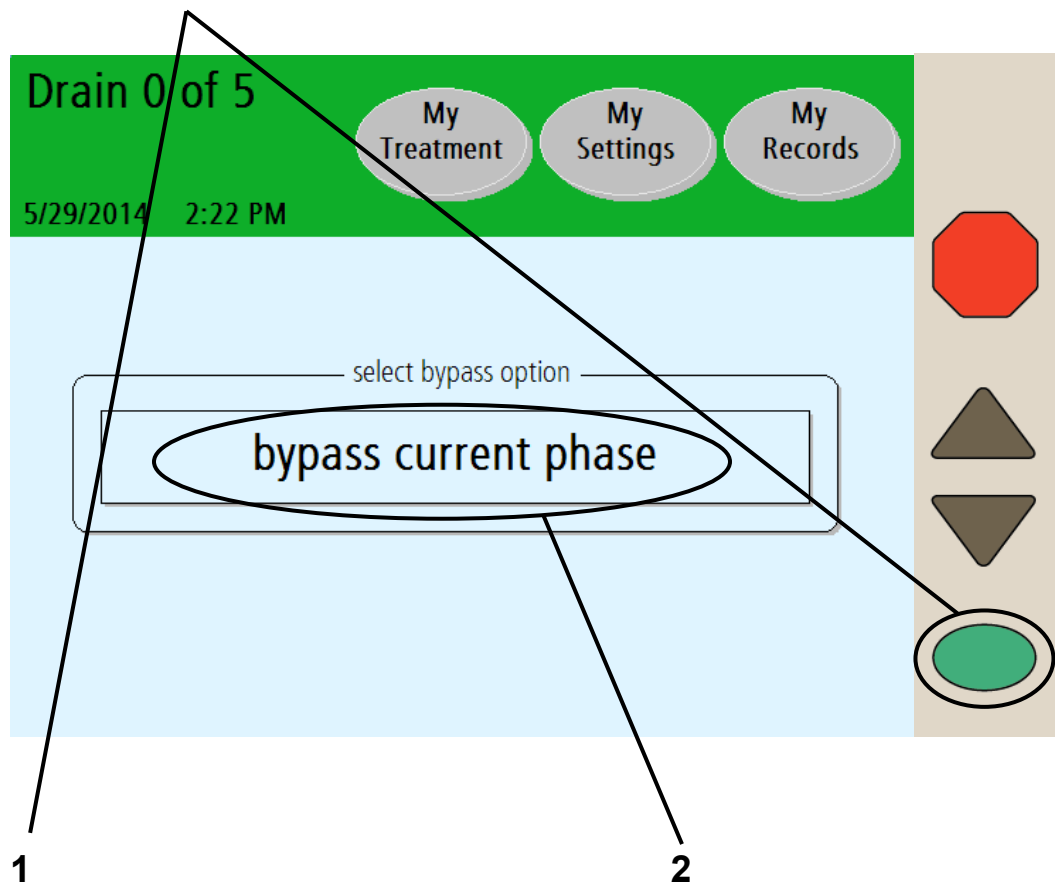 Drain 0 of 5
My Treatment
My Settings
My Records
5/29/2014 2:22 PM
select bypass option
bypass current phase
1
2